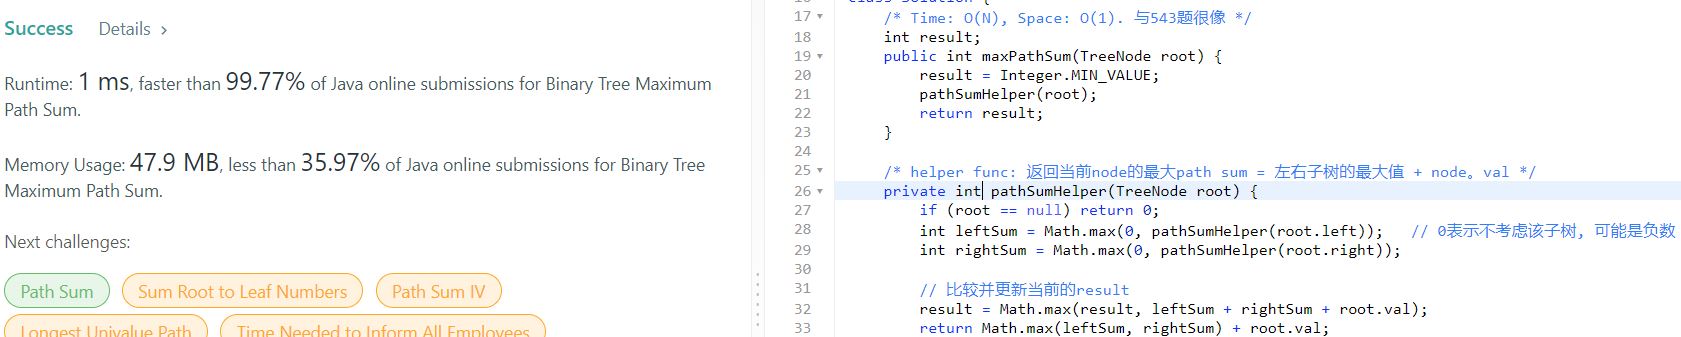 Success Details >
Runtime: 1 ms, faster than 99.77% of Java online submissions for Binary Tree Maximum
Path Sum.
Memory Usage: 47.9 MB, less than 35.97% of Java online submissions for Binary Tree
Maximum Path Sum.
Next challenges:
Path Sum
Sum Root to Leaf Numbers
Path Sum IV
Longest Univalue Path
Time Needed to Inform All Employees
17 /* Time: O(N), Space: O(1). 与543题很像 */
18 int result;
19 public int maxPathSum(TreeNode root) {
20 result = Integer.MIN_VALUE;
21 pathSumHelper(root);
22 return result;
23 }
24
25 /* helper func: 返回当前node的最大path sum = 左右子树的最大值 + node。val */
26 private int pathSumHelper(TreeNode root) {
27 if (root == null) return 0;
28 int leftSum = Math.max(0, pathSumHelper(root.left)); // 0表示不考虑该子树, 可能是负数
29 int rightSum = Math.max(0, pathSumHelper(root.right));
30
31 // 比较并更新当前的result
32 result = Math.max(result, leftSum + rightSum + root.val);
33 return Math.max(leftSum, rightSum) + root.val;